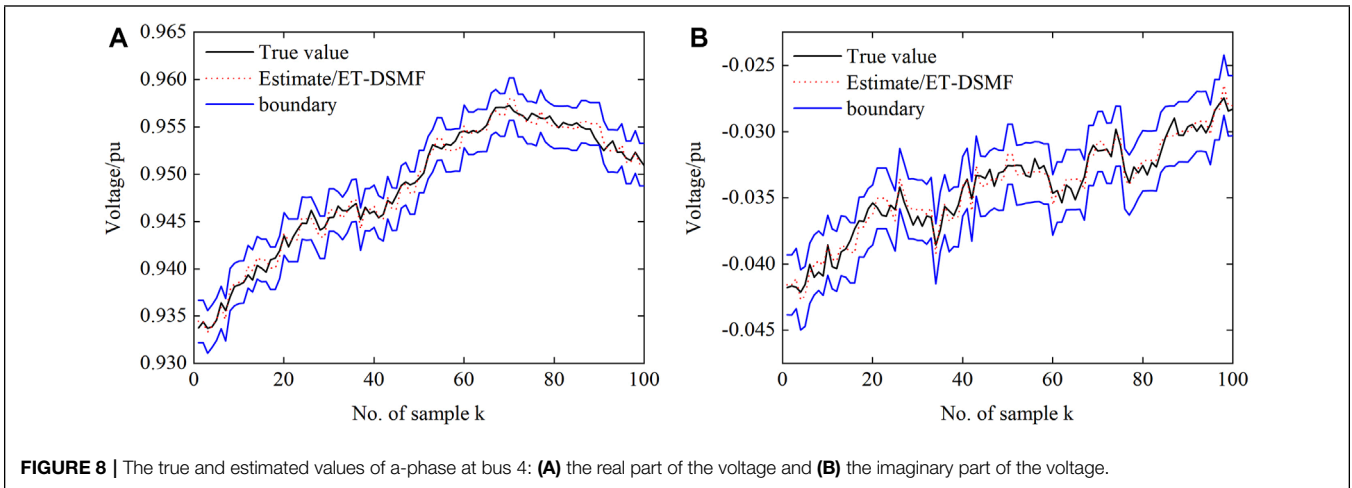 A
0.965
0.960
0.955
0.950
0.945
0.940
0.935
0.930
Voltage/pu
True value
Estimate/ET-DSMF
boundary
0 20 40 60 80 100
No. of sample k
B
-0.025
-0.030
-0.035
-0.040
-0.045
Voltage/pu
True value
Estimate/ET-DSMF
boundary
0 20 40 60 80 100
No. of sample k
FIGURE 8 | The true and estimated values of a-phase at bus 4: (A) the real part of the voltage and (B) the imaginary part of the voltage.